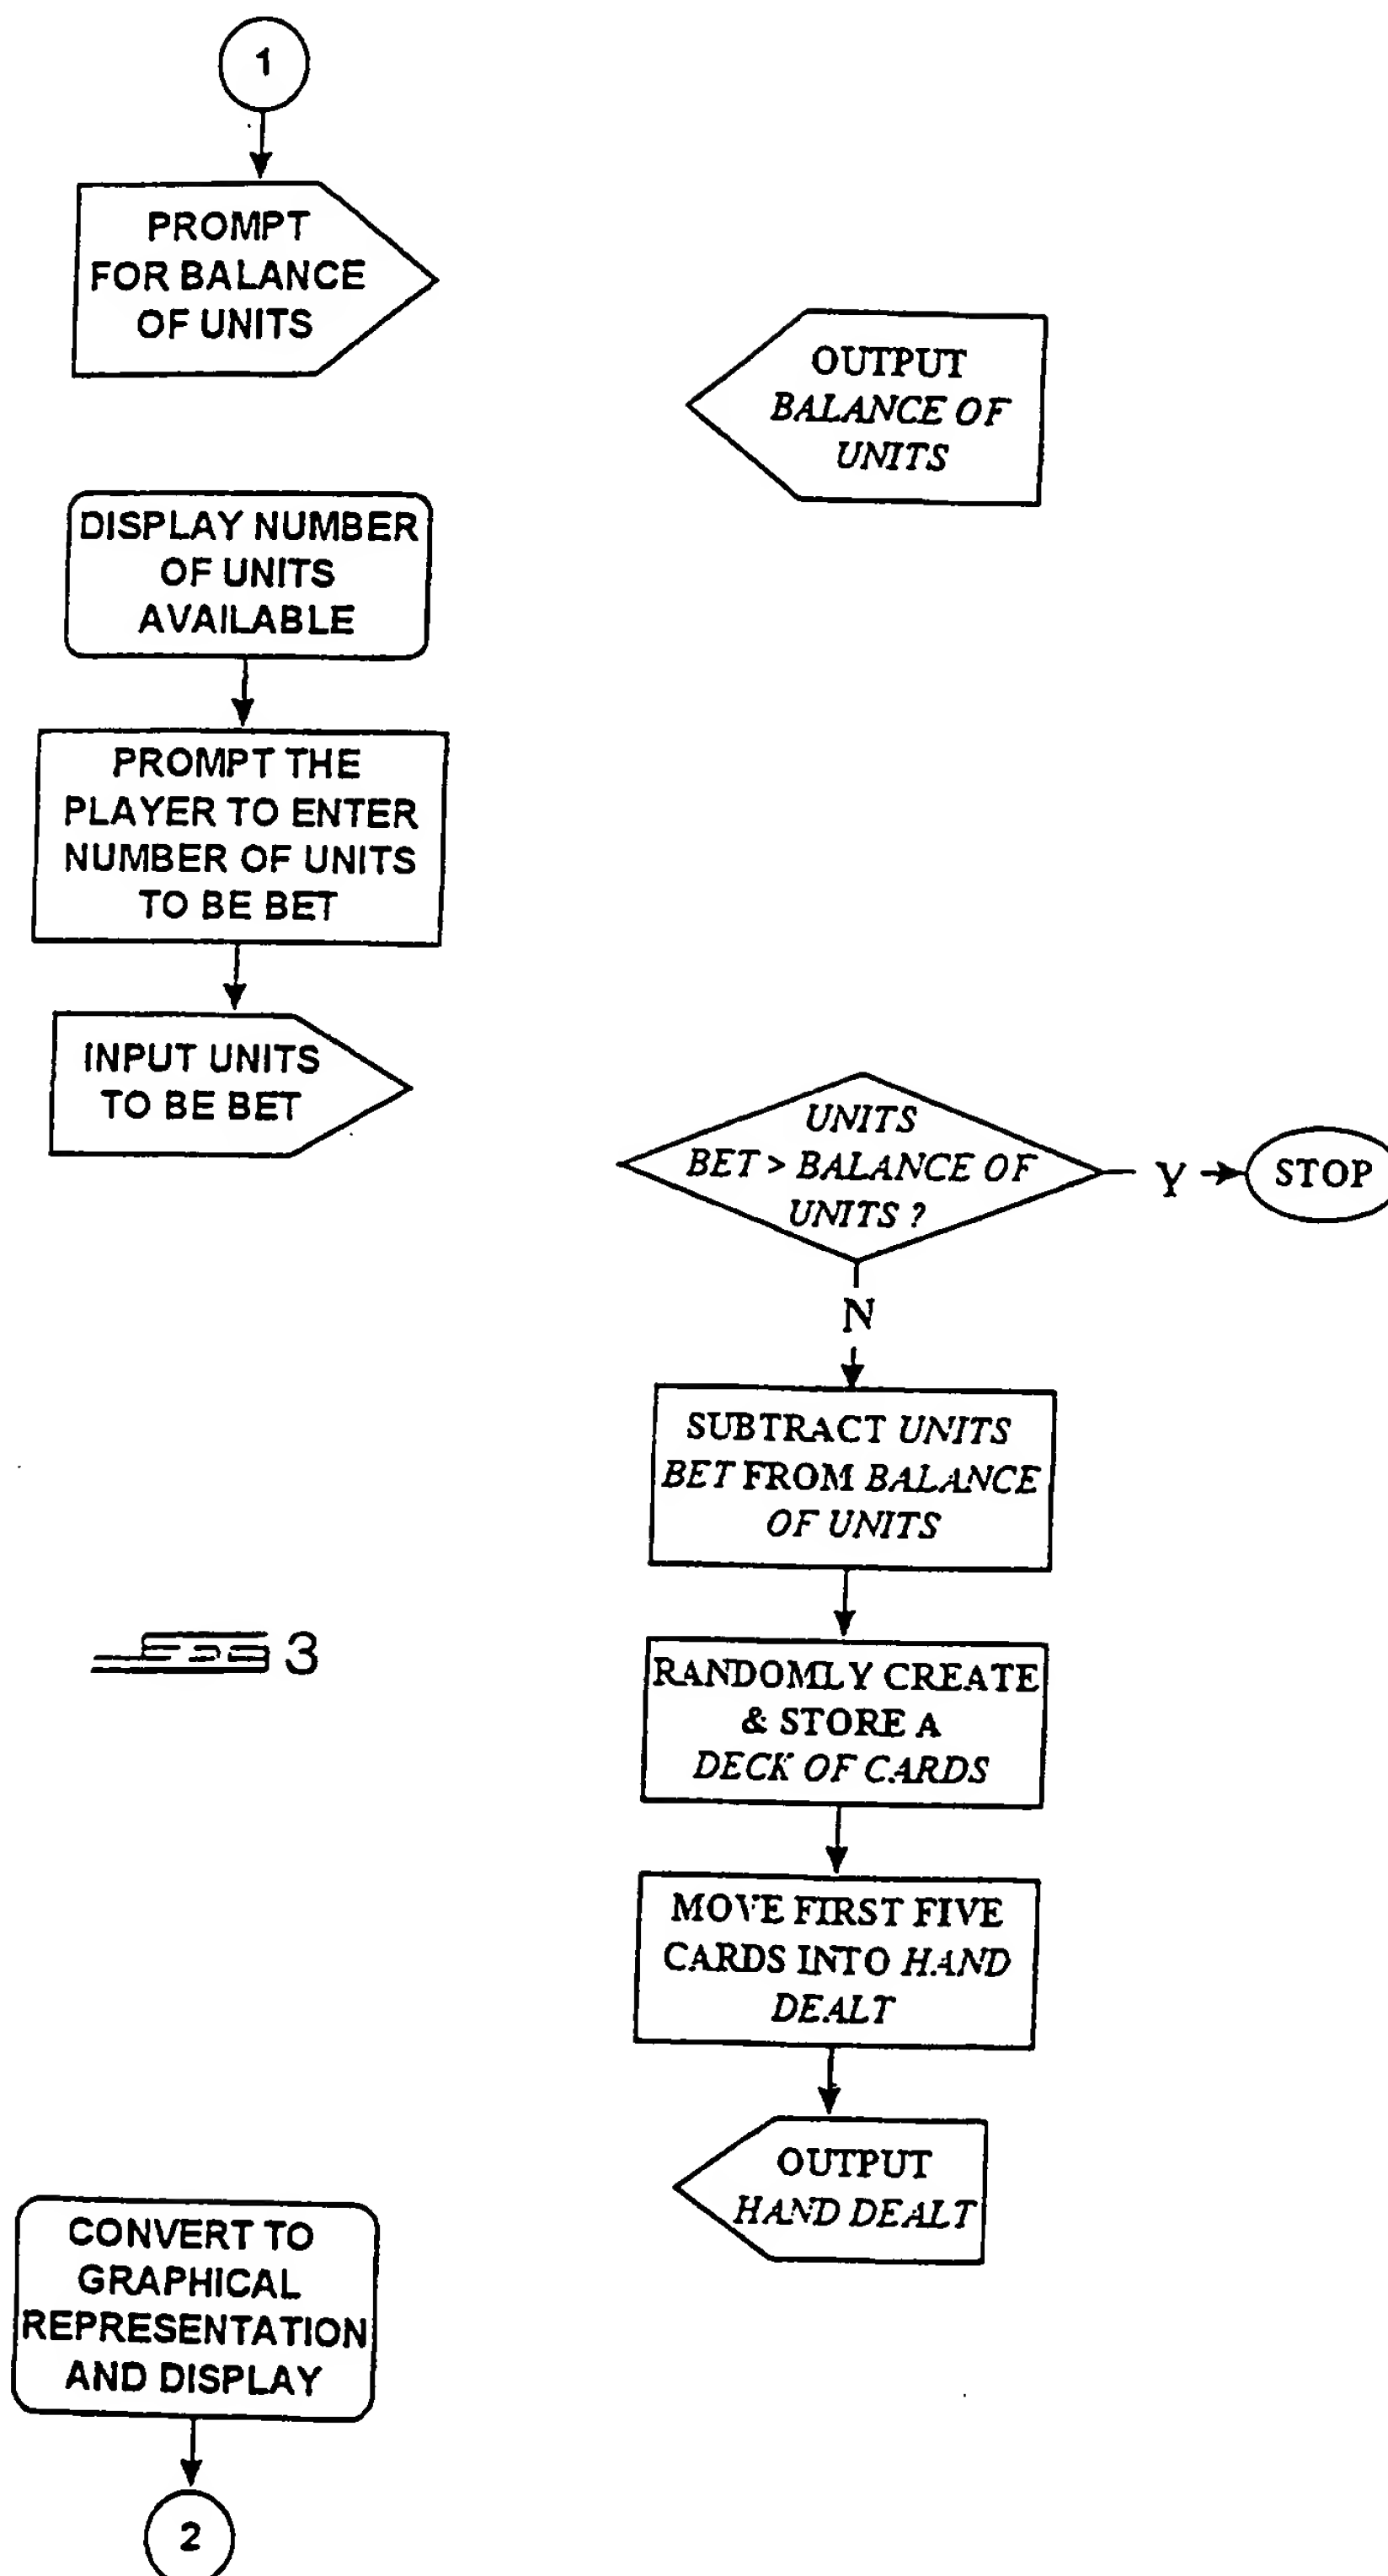 1
PROMPT
FOR BALANCE
OF UNITS
OUTPUT
BALANCE OF
UNITS
DISPLAY NUMBER
OF UNITS
AVAILABLE
PROMPT THE
PLAYER TO ENTER
NUMBER OF UNITS
TO BE BET
INPUT UNITS
TO BE BET
UNITS
BET > BALANCE OF
UNITS ?
Y
STOP
N
SUBTRACT UNITS
BET FROM BALANCE
OF UNITS
3
RANDOMLY CREATE
& STORE A
DECK OF CARDS
MOVE FIRST FIVE
CARDS INTO HAND
DEALT
OUTPUT
HAND DEALT
CONVERT TO
GRAPHICAL
REPRESENTATION
AND DISPLAY
2